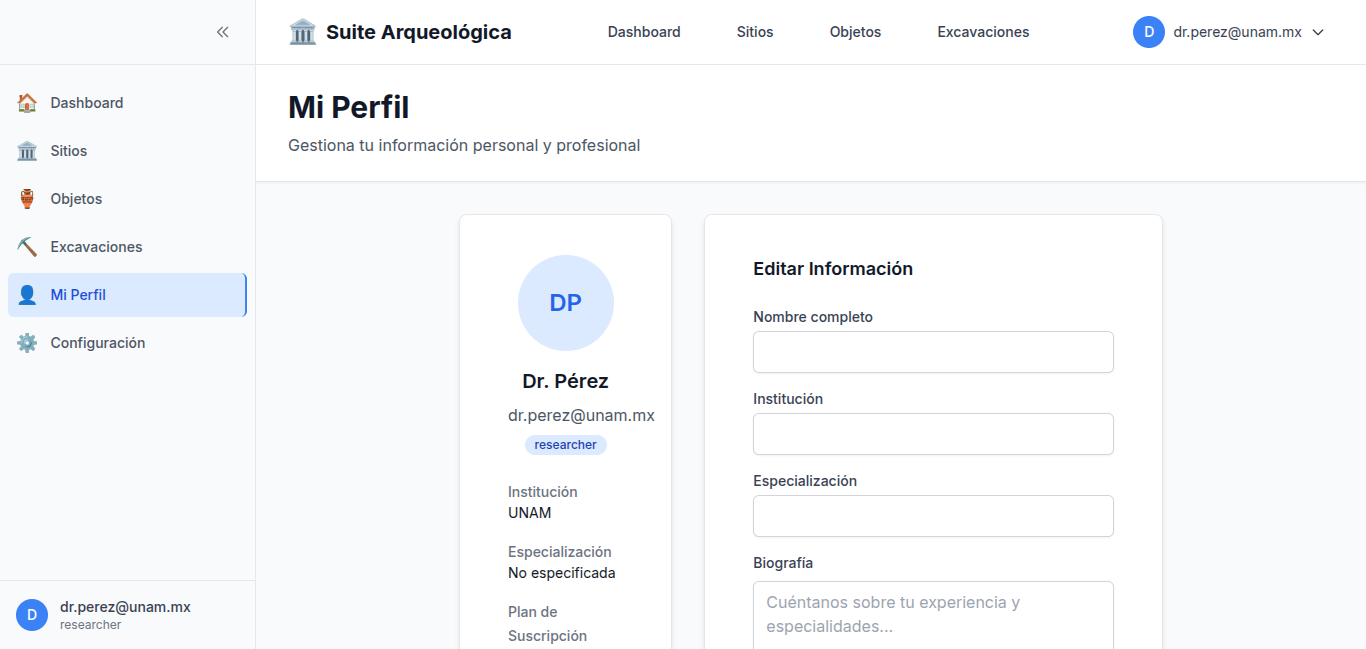 Suite Arqueológica
Dashboard
Sitios
Objetos
Excavaciones
D
dr.perez@unam.mx
Dashboard
Sitios
Objetos
Excavaciones
Mi Perfil
Configuración
D
dr.perez@unam.mx
researcher
Mi Perfil
Gestiona tu información personal y profesional
DP
Dr. Pérez
dr.perez@unam.mx
researcher
Institución
UNAM
Especialización
No especificada
Plan de
Suscripción
Editar Información
Nombre completo
Institución
Especialización
Biografía
Cuéntanos sobre tu experiencia y
especialidades...